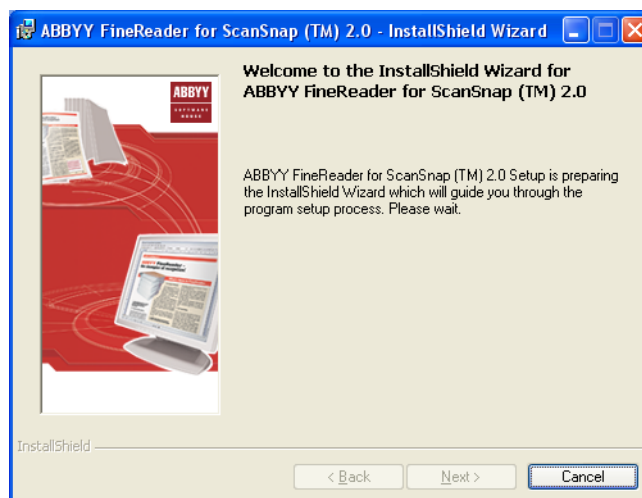 ABBYY FineReader for ScanSnap (TM) 2.0 - InstallShield Wizard
ABBYY
SOFTWARE
HOUSE
Welcome to the InstallShield Wizard for
ABBYY FineReader for ScanSnap (TM) 2.0
ABBYY FineReader for ScanSnap (TM) 2.0 Setup is preparing
the InstallShield Wizard which will guide you through the
program setup process. Please wait.
InstallShield
< Back
Next >
Cancel